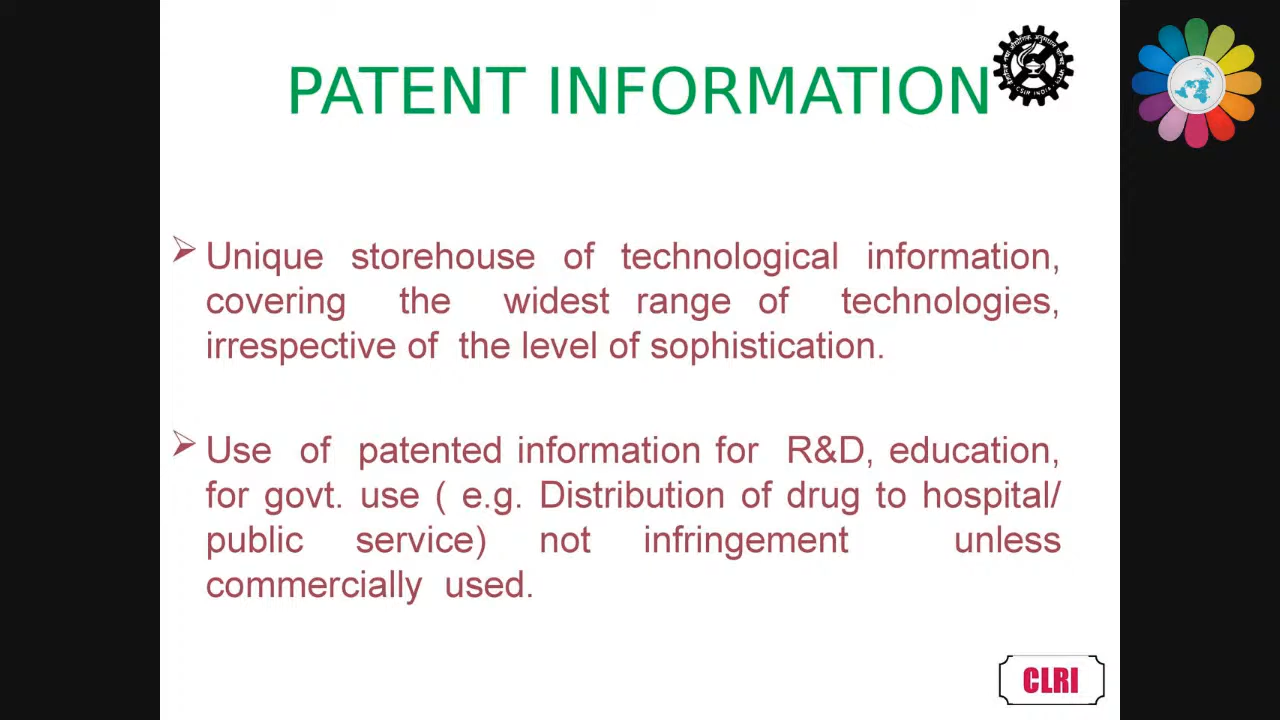 PATENT INFORMATION
CSIR INDIA
➢ Unique storehouse of technological information,
covering the widest range of technologies,
irrespective of the level of sophistication.
➢ Use of patented information for R&D, education,
for govt. use ( e.g. Distribution of drug to hospital/
public service) not infringement unless
commercially used.
CLRI